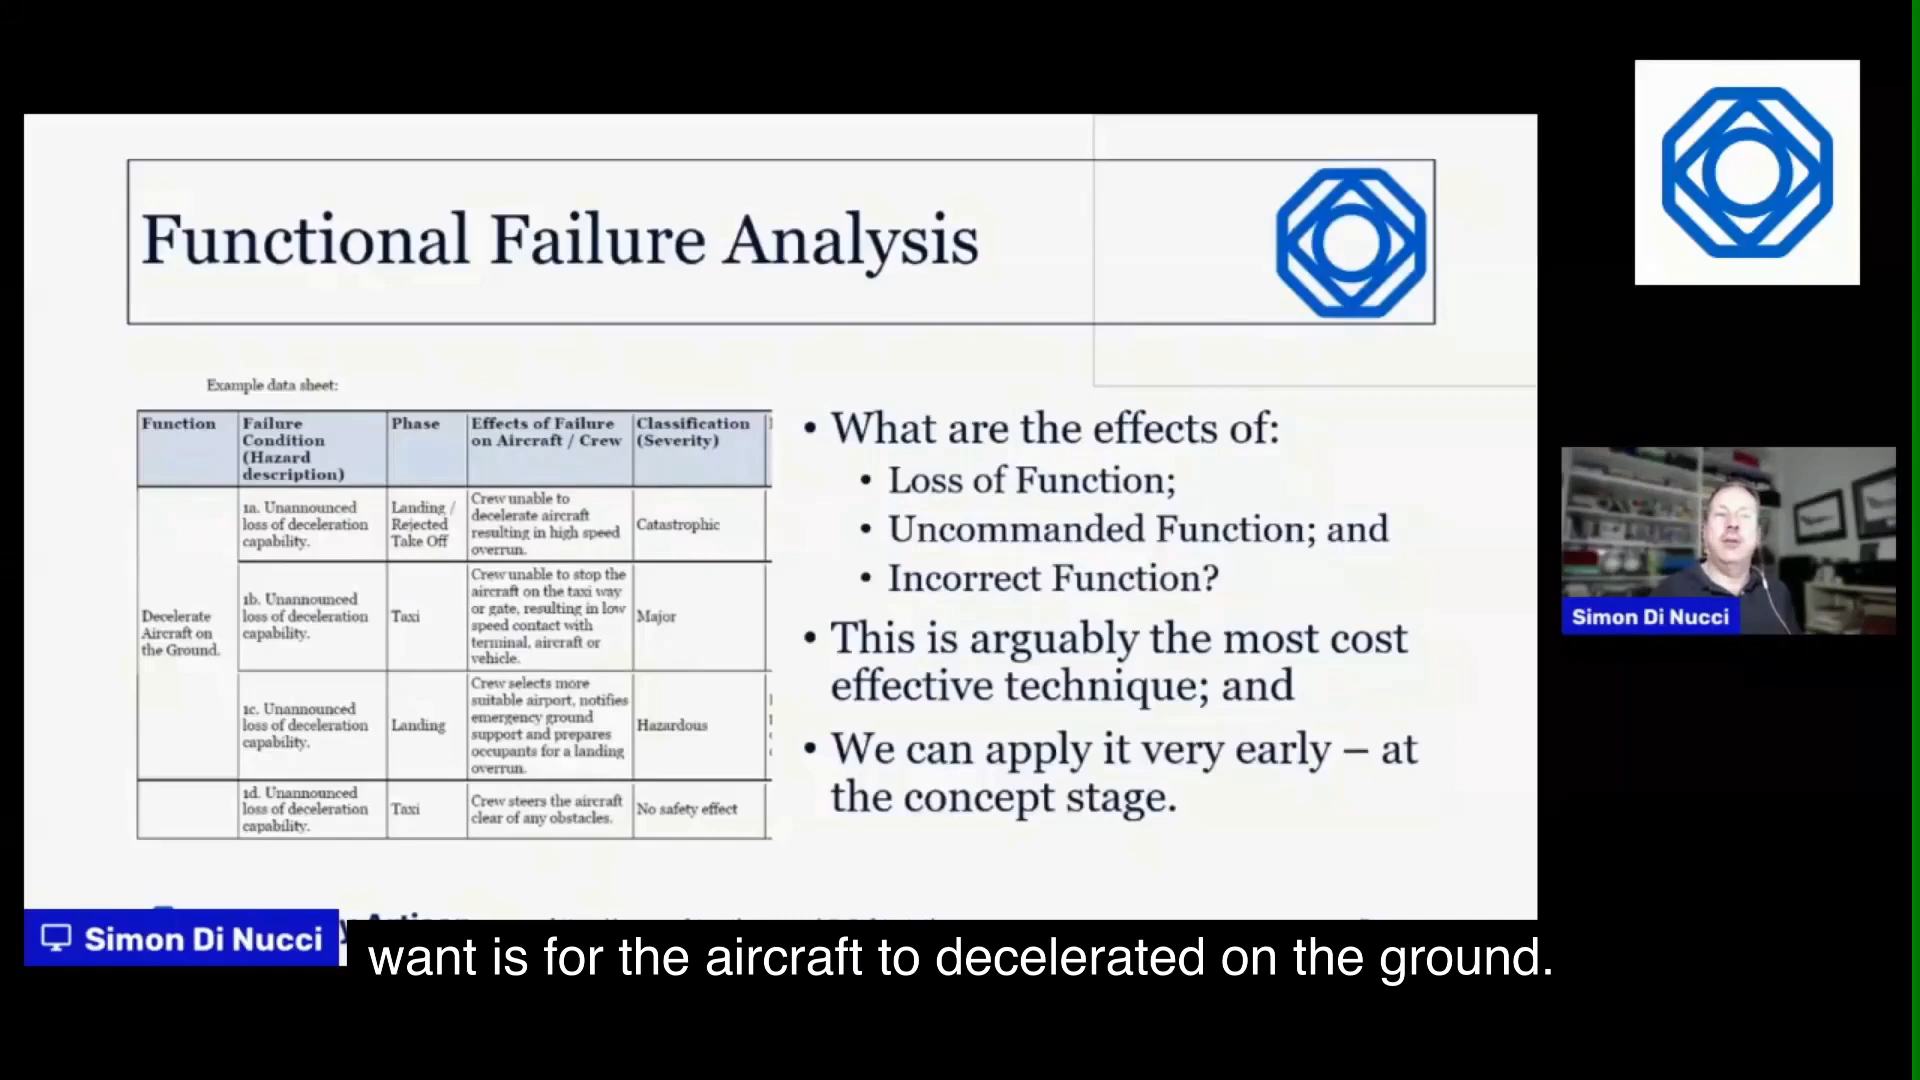 Functional Failure Analysis
Example data sheet:
Function
Failure
Condition
(Hazard
description)
Phase
Effects of Failure
on Aircraft / Crew
Classification
(Severity)
Decelerate
Aircraft on
the Ground.
1a. Unannounced
loss of deceleration
capability.
Landing /
Rejected
Take Off
Crew unable to
decelerate aircraft
resulting in high speed
overrun.
Catastrophic
1b. Unannounced
loss of deceleration
capability.
Taxi
Crew unable to stop the
aircraft on the taxi way
or gate, resulting in low
speed contact with
terminal, aircraft or
vehicle.
Major
1c. Unannounced
loss of deceleration
capability.
Landing
Crew selects more
suitable airport, notifies
emergency ground
support and prepares
occupants for a landing
overrun.
Hazardous
1d. Unannounced
loss of deceleration
capability.
Taxi
Crew steers the aircraft
clear of any obstacles.
No safety effect
• What are the effects of:
• Loss of Function;
• Uncommanded Function; and
• Incorrect Function?
• This is arguably the most cost
effective technique; and
• We can apply it very early – at
the concept stage.
Simon Di Nucci
Simon Di Nucci
want is for the aircraft to decelerated on the ground.